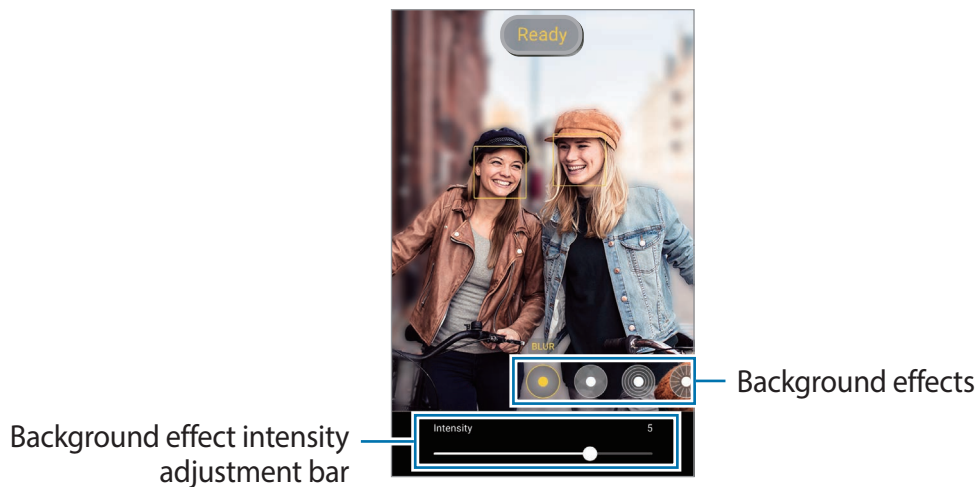 Ready
BLUR
Background effects
Intensity 5
Background effect intensity
adjustment bar